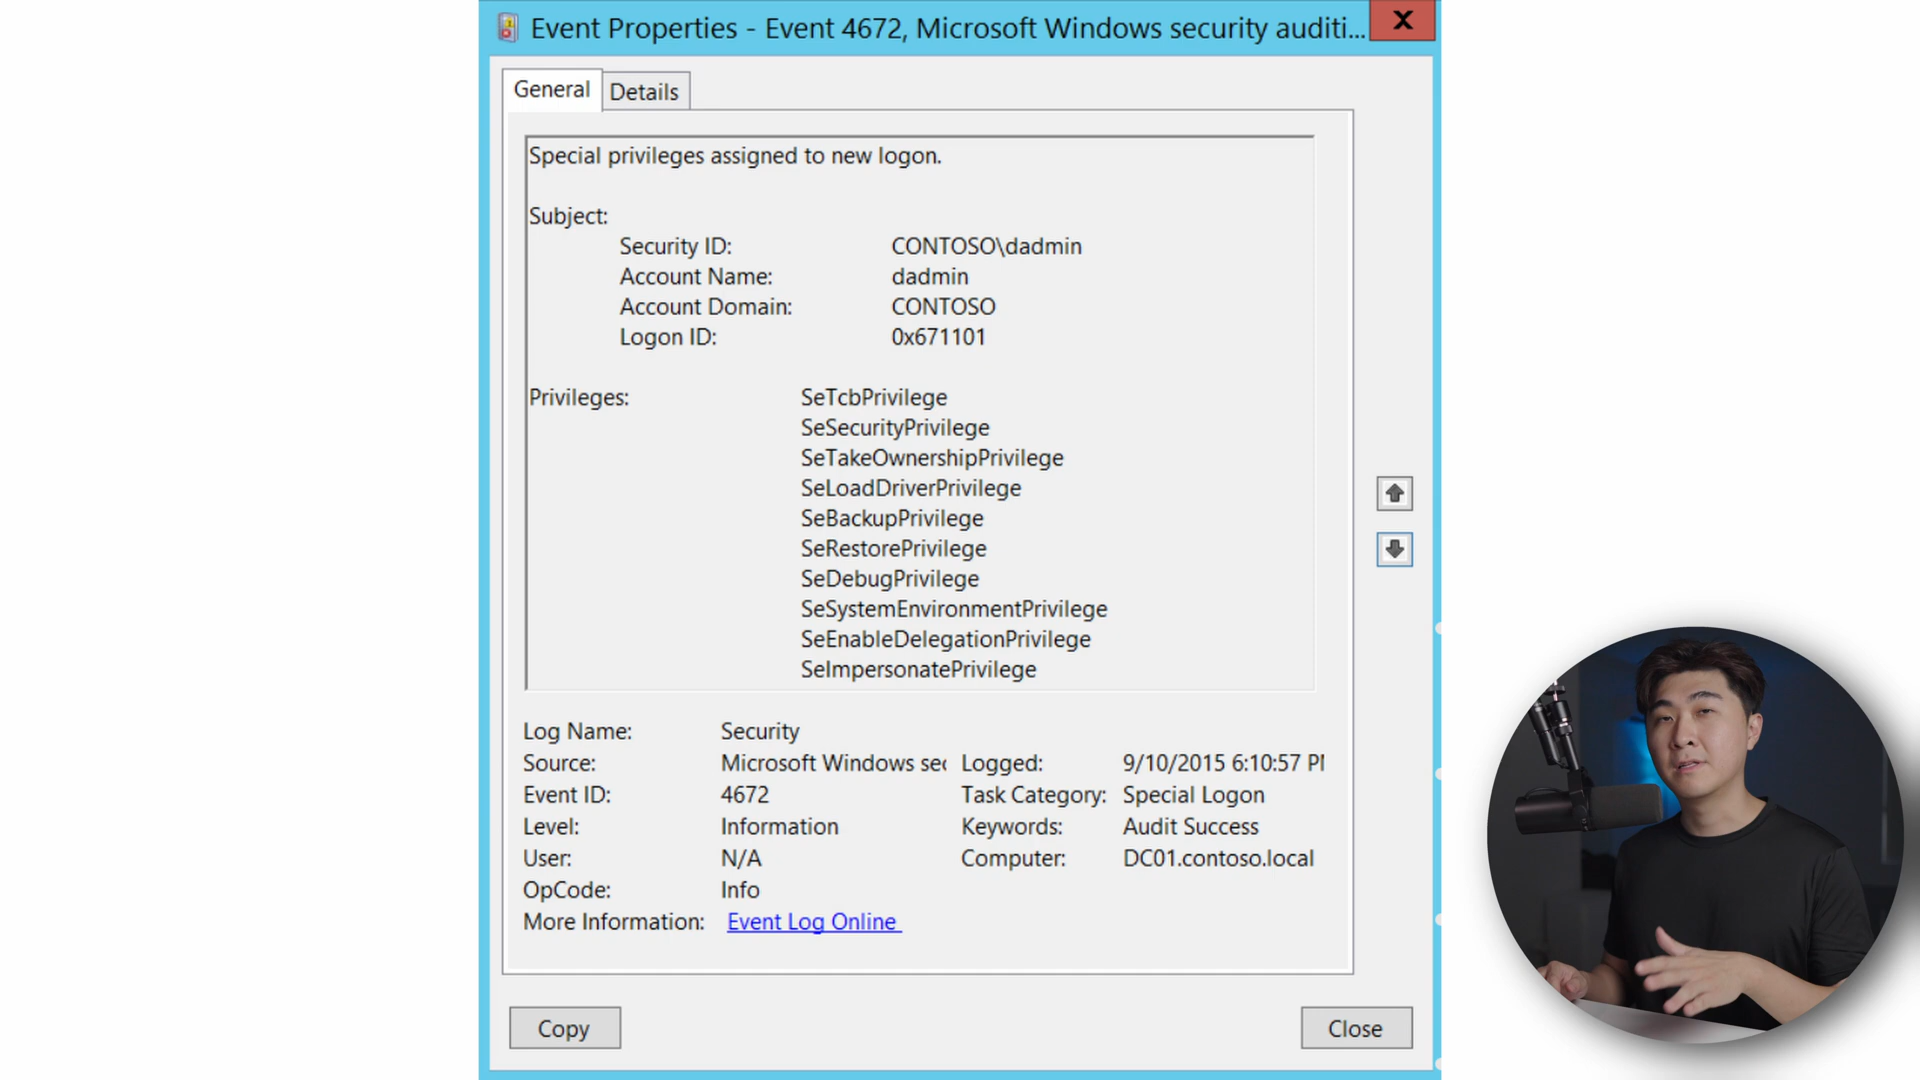 Event Properties - Event 4672, Microsoft Windows security auditi...
X
General
Details
Special privileges assigned to new logon.
Subject:
Security ID: CONTOSO\dadmin
Account Name: dadmin
Account Domain: CONTOSO
Logon ID: 0x671101
Privileges: SeTcbPrivilege
SeSecurityPrivilege
SeTakeOwnershipPrivilege
SeLoadDriverPrivilege
SeBackupPrivilege
SeRestorePrivilege
SeDebugPrivilege
SeSystemEnvironmentPrivilege
SeEnableDelegationPrivilege
SeImpersonatePrivilege
Log Name: Security
Source: Microsoft Windows sec Logged: 9/10/2015 6:10:57 PM
Event ID: 4672 Task Category: Special Logon
Level: Information Keywords: Audit Success
User: N/A Computer: DC01.contoso.local
OpCode: Info
More Information: Event Log Online
Copy
Close